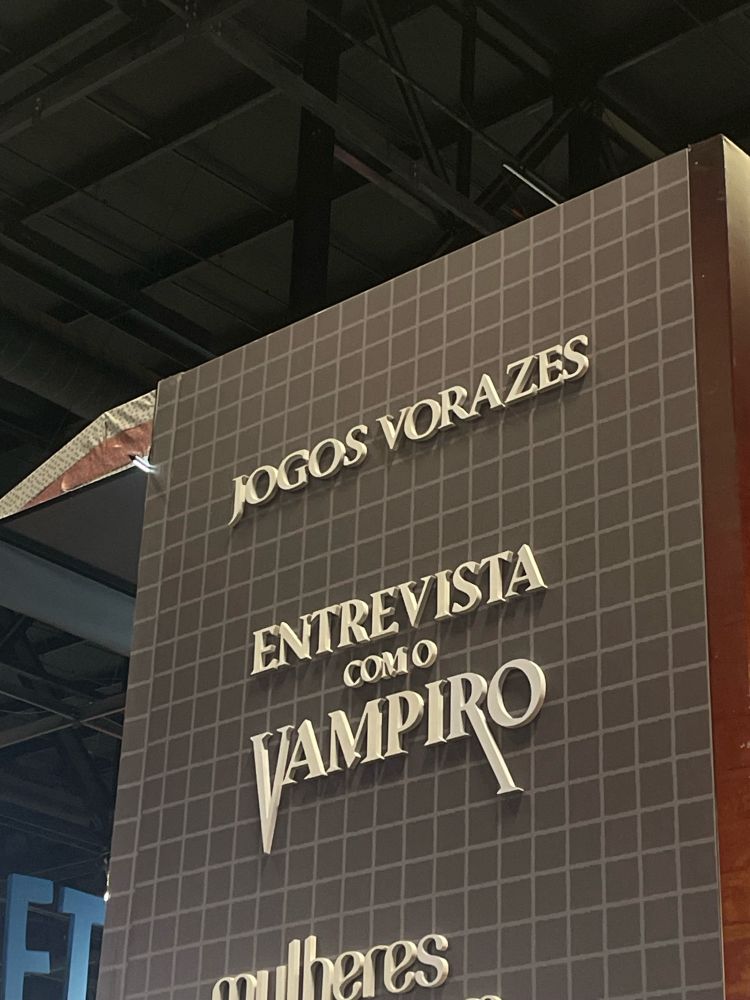 JOGOS VORAZES
ENTREVISTA
COM O
VAMPIRO
mulheres